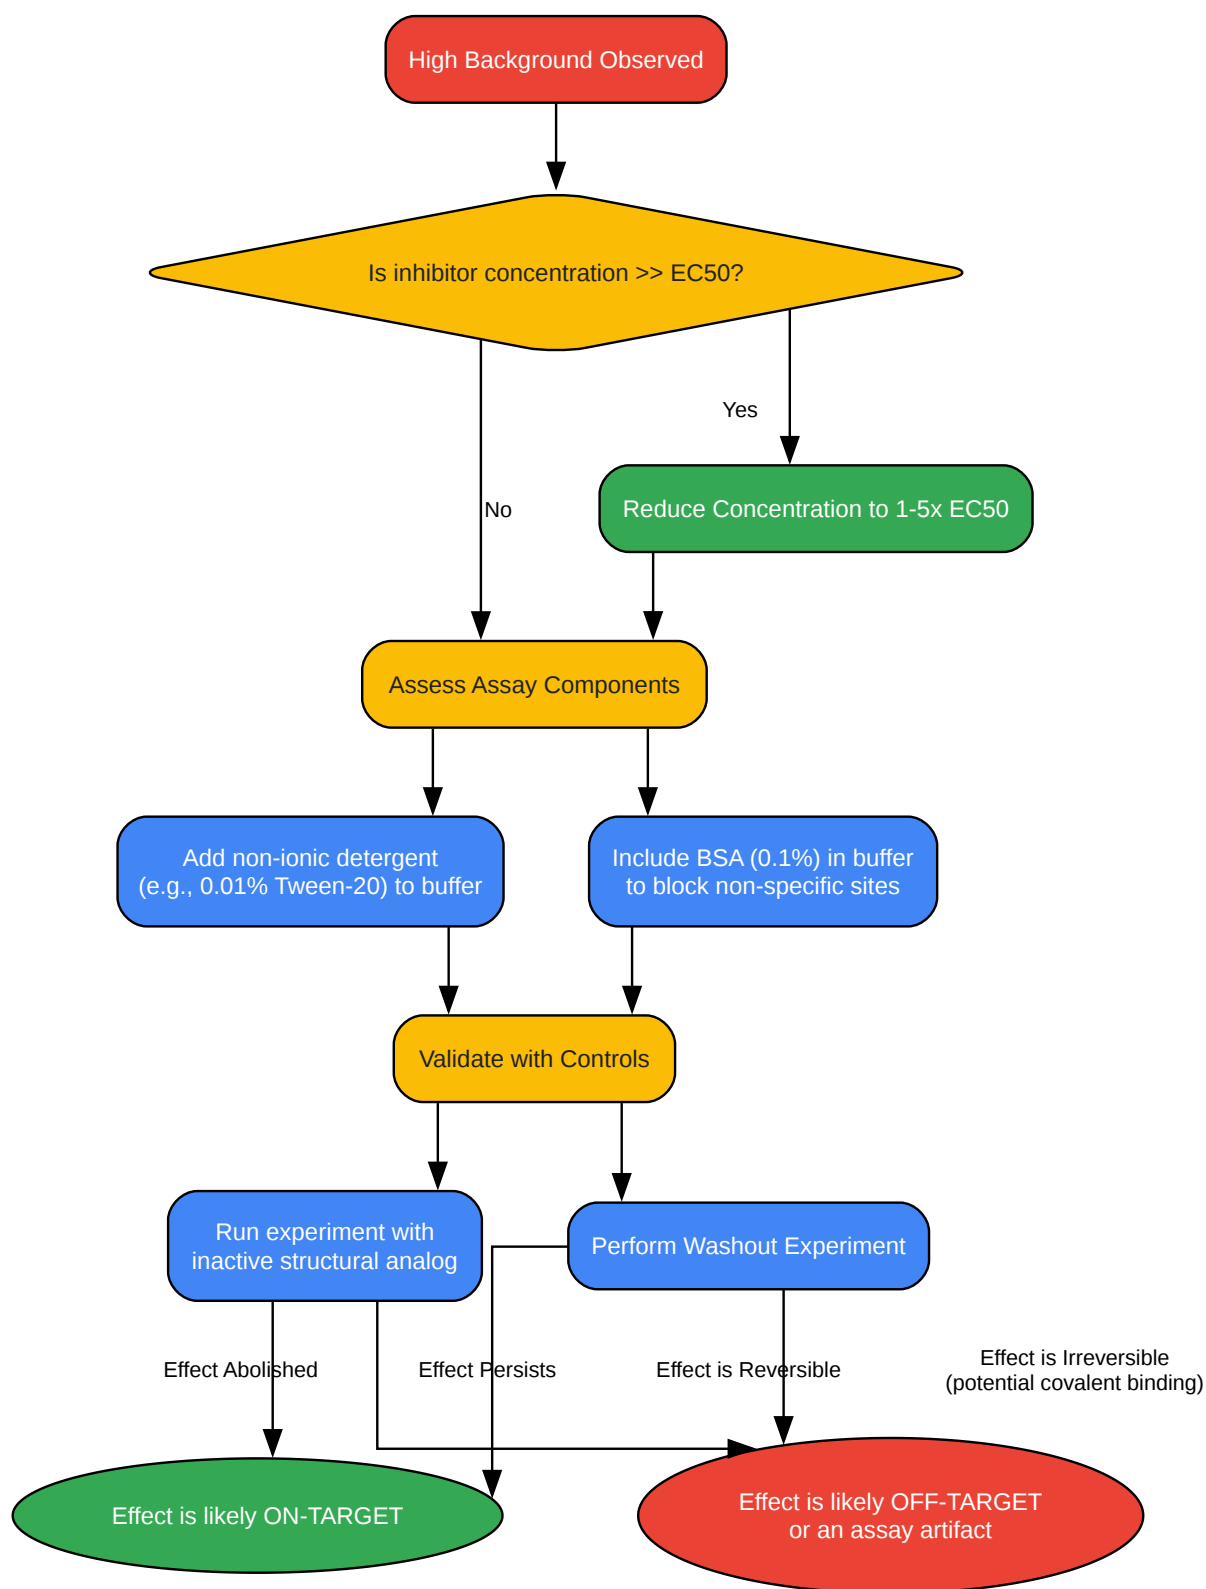 High Background Observed
Is inhibitor concentration >> EC50?
Yes
No
Reduce Concentration to 1-5x EC50
Assess Assay Components
Add non-ionic detergent
(e.g., 0.01% Tween-20) to buffer
Include BSA (0.1%) in buffer
to block non-specific sites
Validate with Controls
Run experiment with
inactive structural analog
Perform Washout Experiment
Effect Abolished
Effect Persists
Effect is Reversible
Effect is Irreversible
(potential covalent binding)
Effect is likely ON-TARGET
Effect is likely OFF-TARGET
or an assay artifact